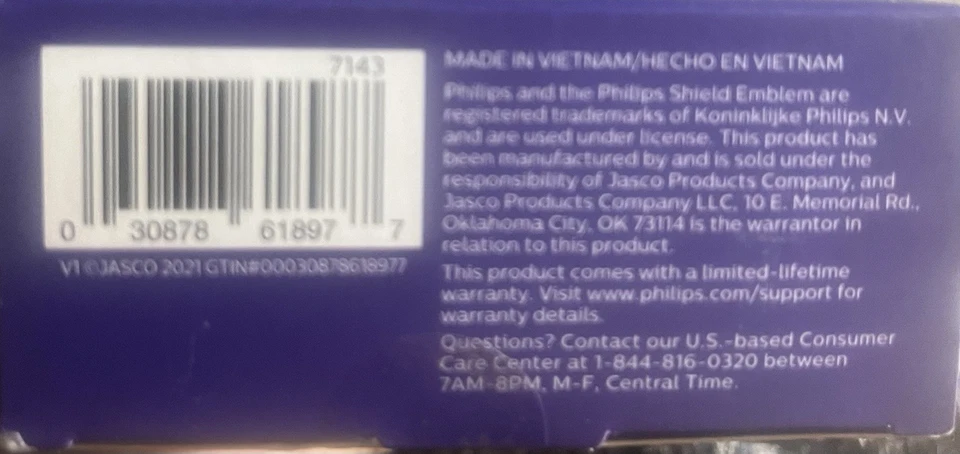 7143
0 30878 61897 7
V1 ©JASCO 2021 GTIN#00030878618977
MADE IN VIETNAM/HECHO EN VIETNAM
Philips and the Philips Shield Emblem are
registered trademarks of Koninklijke Philips N.V.
and are used under license. This product has
been manufactured by and is sold under the
responsibility of Jasco Products Company, and
Jasco Products Company LLC, 10 E. Memorial Rd.,
Oklahoma City, OK 73114 is the warrantor in
relation to this product.
This product comes with a limited-lifetime
warranty. Visit www.philips.com/support for
warranty details.
Questions? Contact our U.S.-based Consumer
Care Center at 1-844-816-0320 between
7AM-8PM, M-F, Central Time.